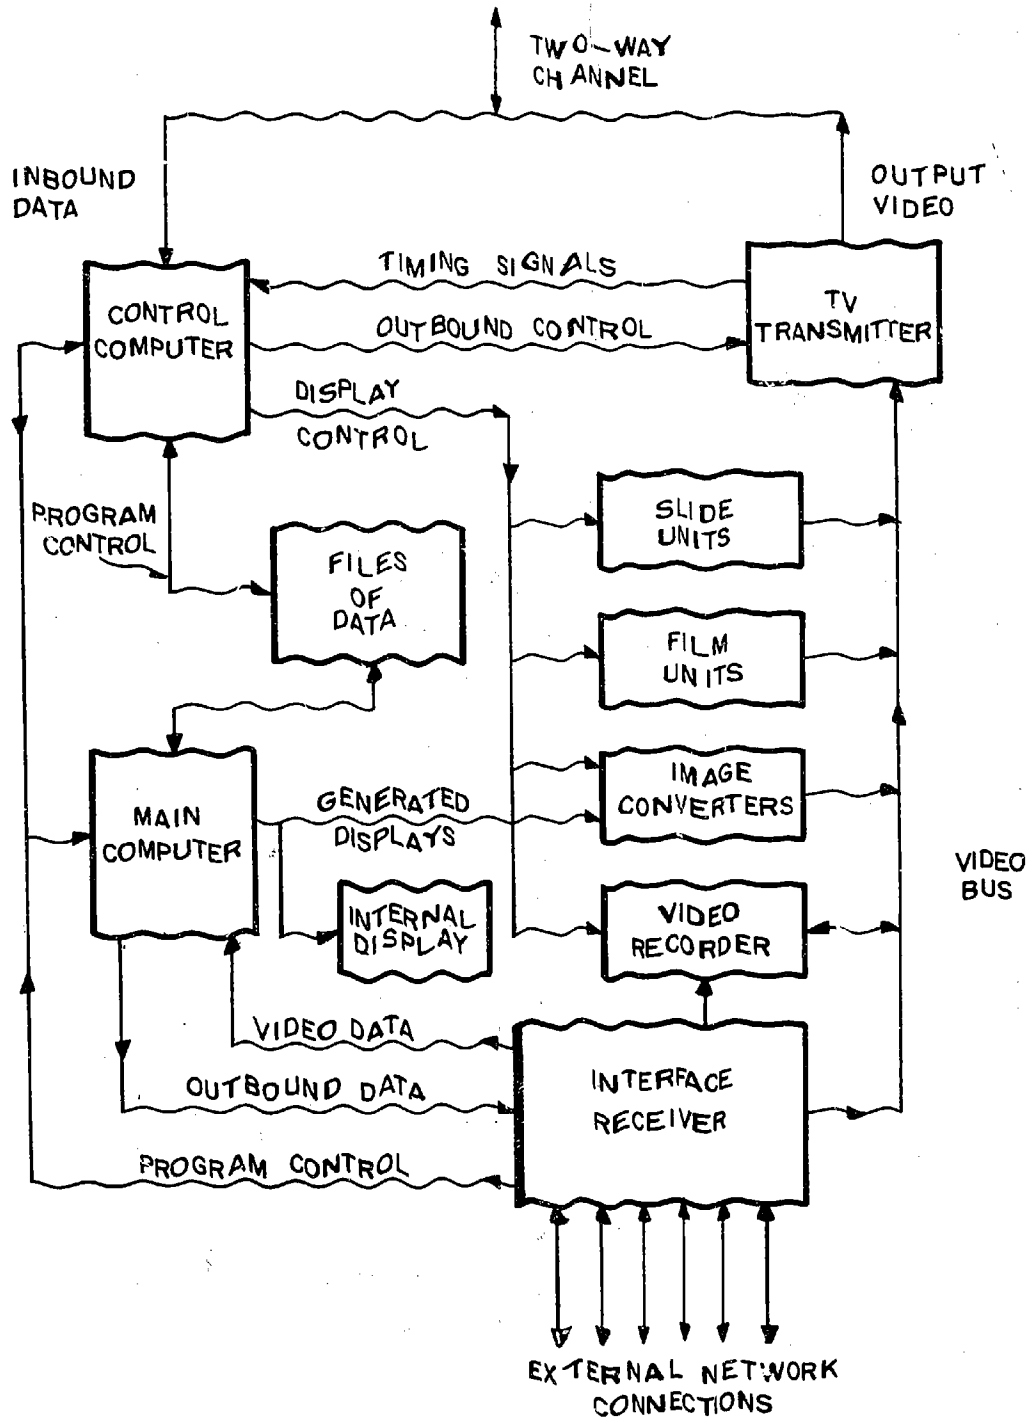 TWO-WAY
CHANNEL
INBOUND
DATA
OUTPUT
VIDEO
TIMING SIGNALS
CONTROL
COMPUTER
TV
TRANSMITTER
OUTBOUND CONTROL
DISPLAY
CONTROL
PROGRAM
CONTROL
FILES
OF
DATA
SLIDE
UNITS
FILM
UNITS
MAIN
COMPUTER
GENERATED
DISPLAYS
IMAGE
CONVERTERS
VIDEO
BUS
INTERNAL
DISPLAY
VIDEO
RECORDER
VIDEO DATA
OUTBOUND DATA
INTERFACE
RECEIVER
PROGRAM CONTROL
EXTERNAL NETWORK
CONNECTIONS